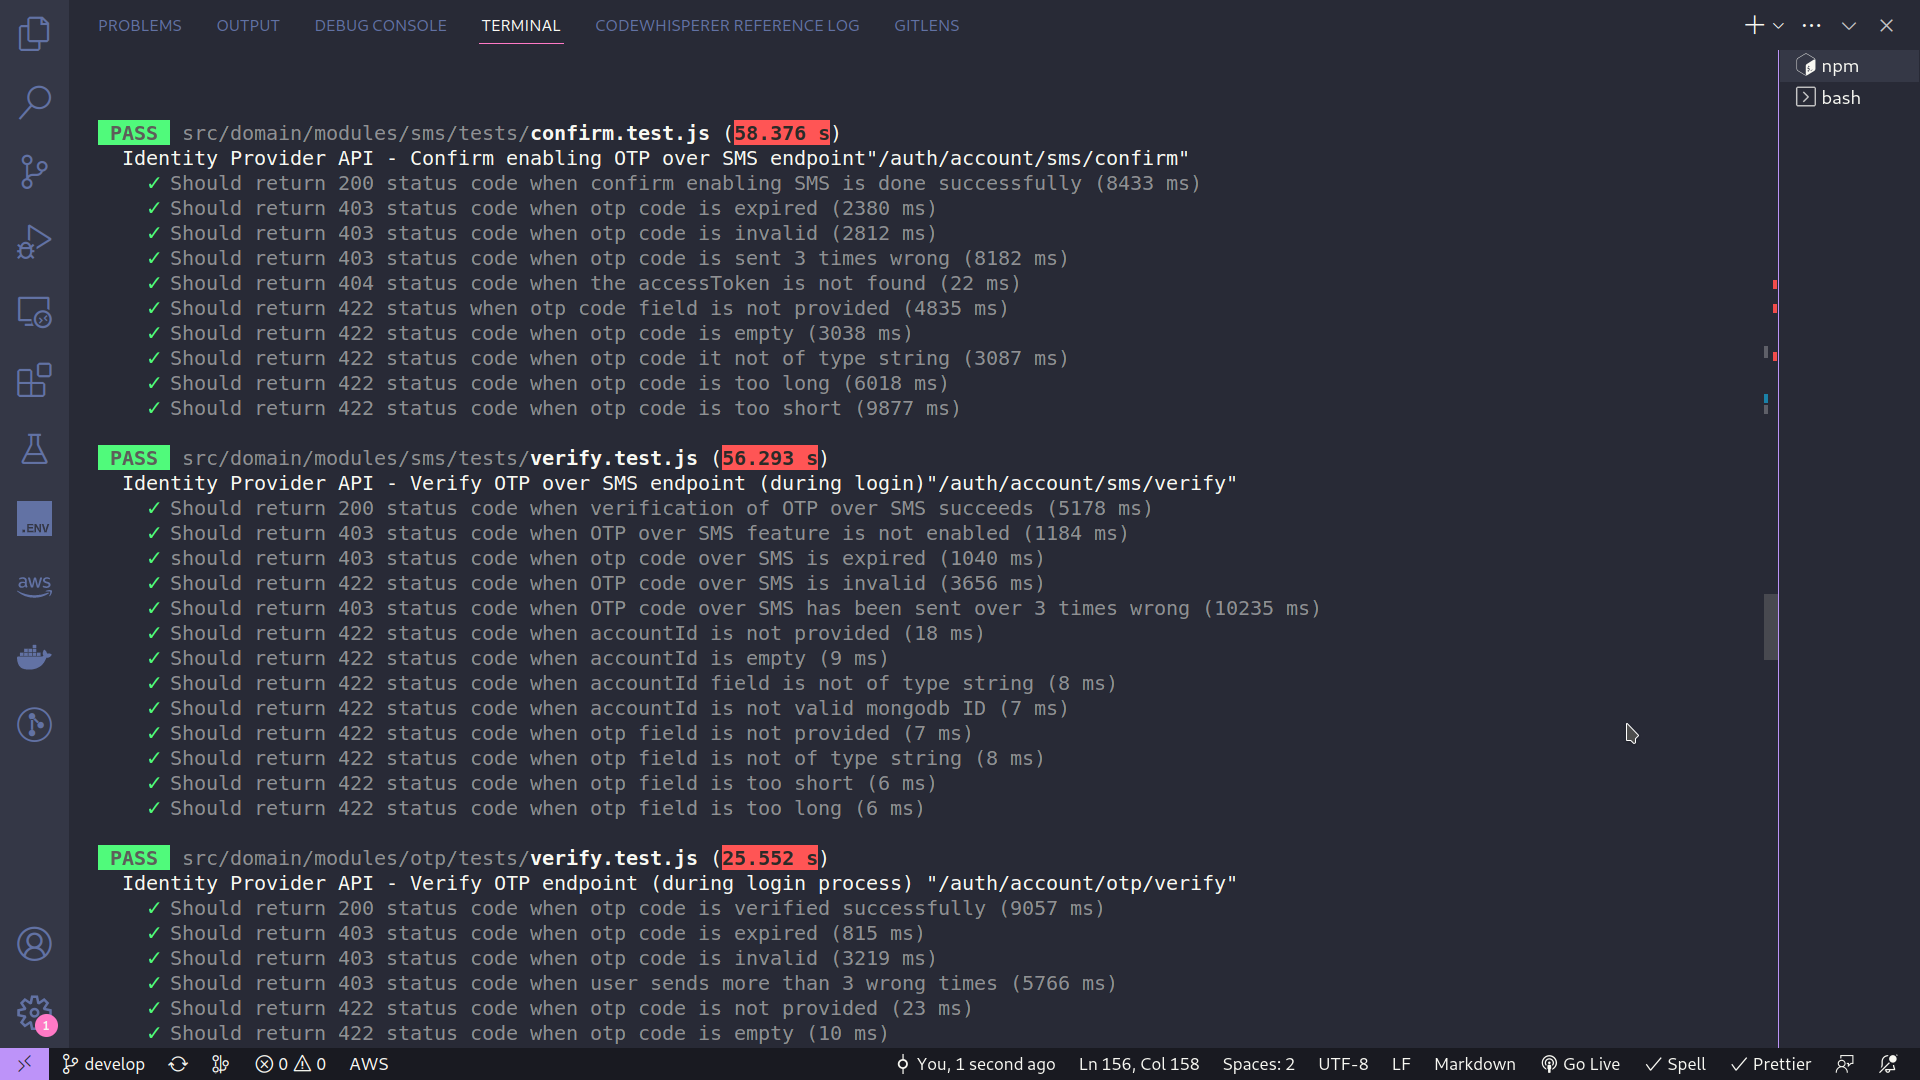 PROBLEMS OUTPUT DEBUG CONSOLE TERMINAL CODEWHISPERER REFERENCE LOG GITLENS
npm
bash
PASS src/domain/modules/sms/tests/confirm.test.js (58.376 s)
Identity Provider API - Confirm enabling OTP over SMS endpoint"/auth/account/sms/confirm"
✓ Should return 200 status code when confirm enabling SMS is done successfully (8433 ms)
✓ Should return 403 status code when otp code is expired (2380 ms)
✓ Should return 403 status code when otp code is invalid (2812 ms)
✓ Should return 403 status code when otp code is sent 3 times wrong (8182 ms)
✓ Should return 404 status code when the accessToken is not found (22 ms)
✓ Should return 422 status when otp code field is not provided (4835 ms)
✓ Should return 422 status code when otp code is empty (3038 ms)
✓ Should return 422 status code when otp code it not of type string (3087 ms)
✓ Should return 422 status code when otp code is too long (6018 ms)
✓ Should return 422 status code when otp code is too short (9877 ms)
PASS src/domain/modules/sms/tests/verify.test.js (56.293 s)
Identity Provider API - Verify OTP over SMS endpoint (during login)"/auth/account/sms/verify"
✓ Should return 200 status code when verification of OTP over SMS succeeds (5178 ms)
✓ Should return 403 status code when OTP over SMS feature is not enabled (1184 ms)
✓ should return 403 status code when otp code over SMS is expired (1040 ms)
✓ Should return 422 status code when OTP code over SMS is invalid (3656 ms)
✓ Should return 403 status code when OTP code over SMS has been sent over 3 times wrong (10235 ms)
✓ Should return 422 status code when accountId is not provided (18 ms)
✓ Should return 422 status code when accountId is empty (9 ms)
✓ Should return 422 status code when accountId field is not of type string (8 ms)
✓ Should return 422 status code when accountId is not valid mongodb ID (7 ms)
✓ Should return 422 status code when otp field is not provided (7 ms)
✓ Should return 422 status code when otp field is not of type string (8 ms)
✓ Should return 422 status code when otp field is too short (6 ms)
✓ Should return 422 status code when otp field is too long (6 ms)
PASS src/domain/modules/otp/tests/verify.test.js (25.552 s)
Identity Provider API - Verify OTP endpoint (during login process) "/auth/account/otp/verify"
✓ Should return 200 status code when otp code is verified successfully (9057 ms)
✓ Should return 403 status code when otp code is expired (815 ms)
✓ Should return 403 status code when otp code is invalid (3219 ms)
✓ Should return 403 status code when user sends more than 3 wrong times (5766 ms)
✓ Should return 422 status code when otp code is not provided (23 ms)
✓ Should return 422 status code when otp code is empty (10 ms)
.ENV
aws
1
develop 0 0 AWS You, 1 second ago Ln 156, Col 158 Spaces: 2 UTF-8 LF Markdown Go Live Spell Prettier